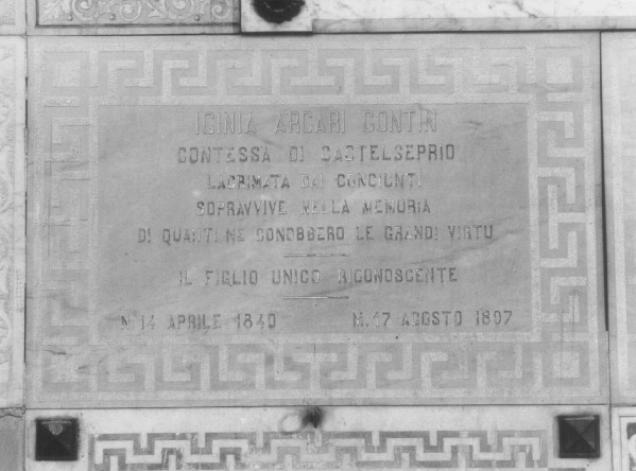 IGINIA ARCARI CONTIN
CONTESSA DI CASTELSEPRIO
LACRIMATA DAI CONGIUNTI
SOPRAVVIVE NELLA MEMORIA
DI QUANTI NE CONOBBERO LE GRANDI VIRTU
IL FIGLIO UNICO RICONOSCENTE
N. 14 APRILE 1840 M. 17 AGOSTO 1897